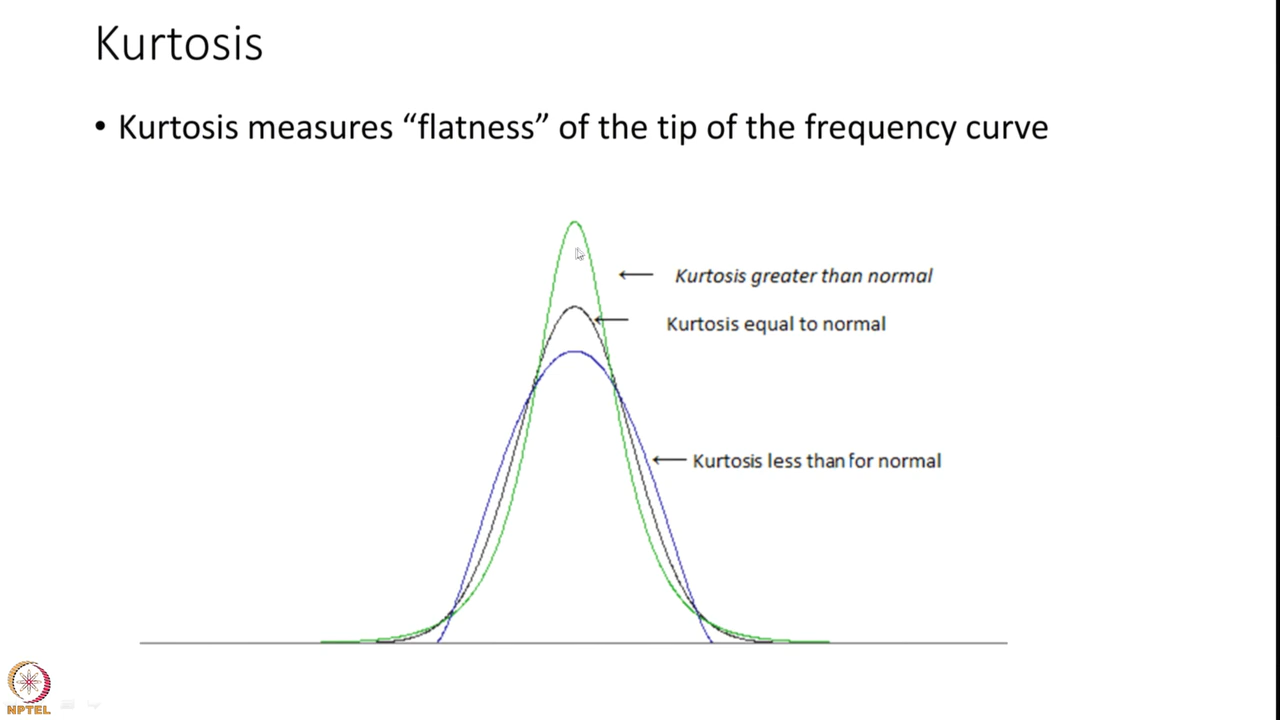 Kurtosis
• Kurtosis measures “flatness” of the tip of the frequency curve
Kurtosis greater than normal
Kurtosis equal to normal
Kurtosis less than for normal
NPTEL